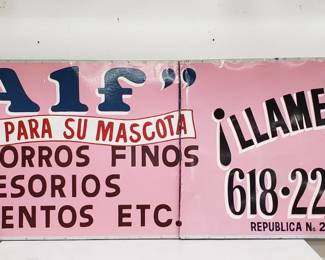 Alf"
PARA SU MASCOTA
ORROS FINOS
ESORIOS
ENTOS ETC.
¡LLAME
618·22
REPUBLICA No. 2